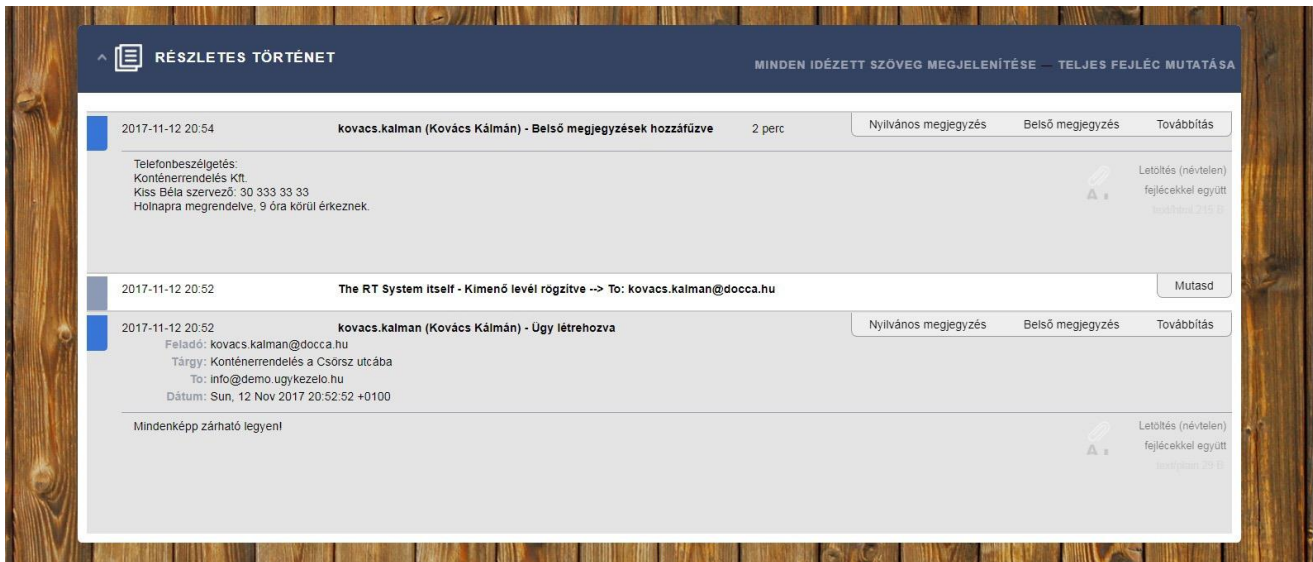 RÉSZLETES TÖRTÉNET
MINDEN IDÉZETT SZÖVEG MEGJELENÍTÉSE — TELJES FEJLÉC MUTATÁSA
2017-11-12 20:54 kovacs.kalman (Kovács Kálmán) - Belső megjegyzések hozzáfűzve 2 perc Nyilvános megjegyzés Belső megjegyzés Továbbítás
Telefonbeszélgetés:
Konténerrendelés Kft.
Kiss Béla szervező: 30 333 33 33
Holnapra megrendelve, 9 óra körül érkeznek.
Letöltés (névtelen)
fejlécekkel együtt
2017-11-12 20:52 The RT System itself - Kimenő levél rögzítve --> To: kovacs.kalman@docca.hu Mutasd
2017-11-12 20:52 kovacs.kalman (Kovács Kálmán) - Ügy létrehozva Nyilvános megjegyzés Belső megjegyzés Továbbítás
Feladó: kovacs.kalman@docca.hu
Tárgy: Konténerrendelés a Csörsz utcába
To: info@demo.ugykezelo.hu
Dátum: Sun, 12 Nov 2017 20:52:52 +0100
Mindenképp zárható legyen!
Letöltés (névtelen)
fejlécekkel együtt